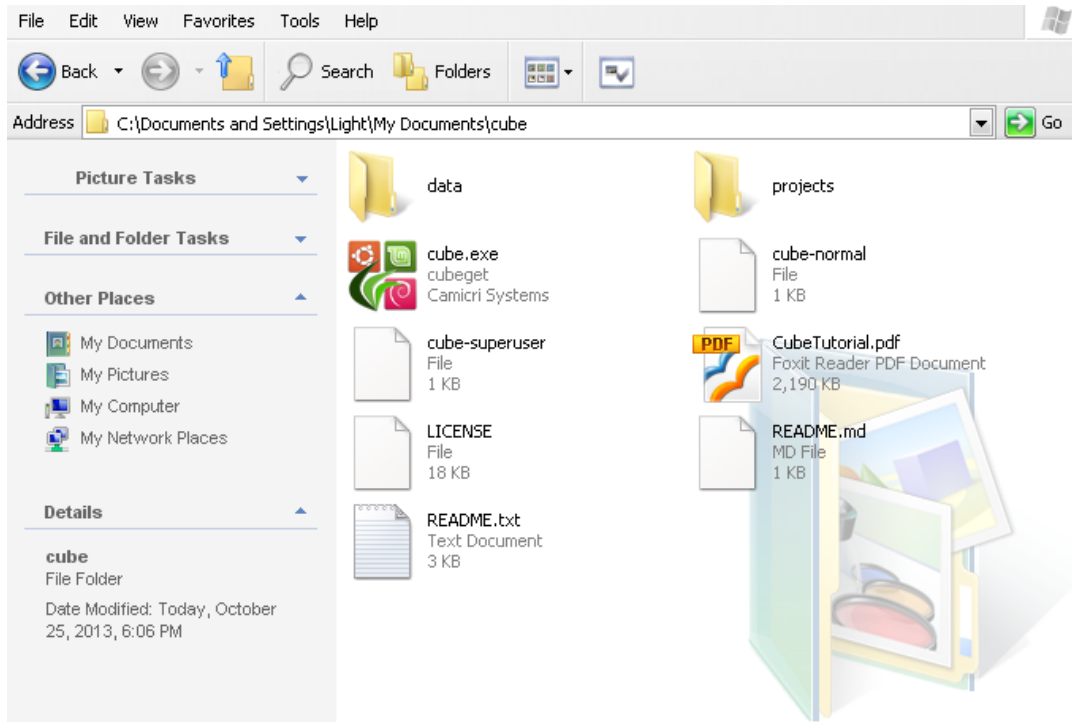 File Edit View Favorites Tools Help
Back Search Folders
Address C:\Documents and Settings\Light\My Documents\cube Go
Picture Tasks
File and Folder Tasks
Other Places
My Documents
My Pictures
My Computer
My Network Places
Details
cube
File Folder
Date Modified: Today, October
25, 2013, 6:06 PM
data
projects
cube.exe
cubeget
Camicri Systems
cube-normal
File
1 KB
cube-superuser
File
1 KB
PDF
CubeTutorial.pdf
Foxit Reader PDF Document
2,190 KB
LICENSE
File
18 KB
README.md
MD File
1 KB
README.txt
Text Document
3 KB